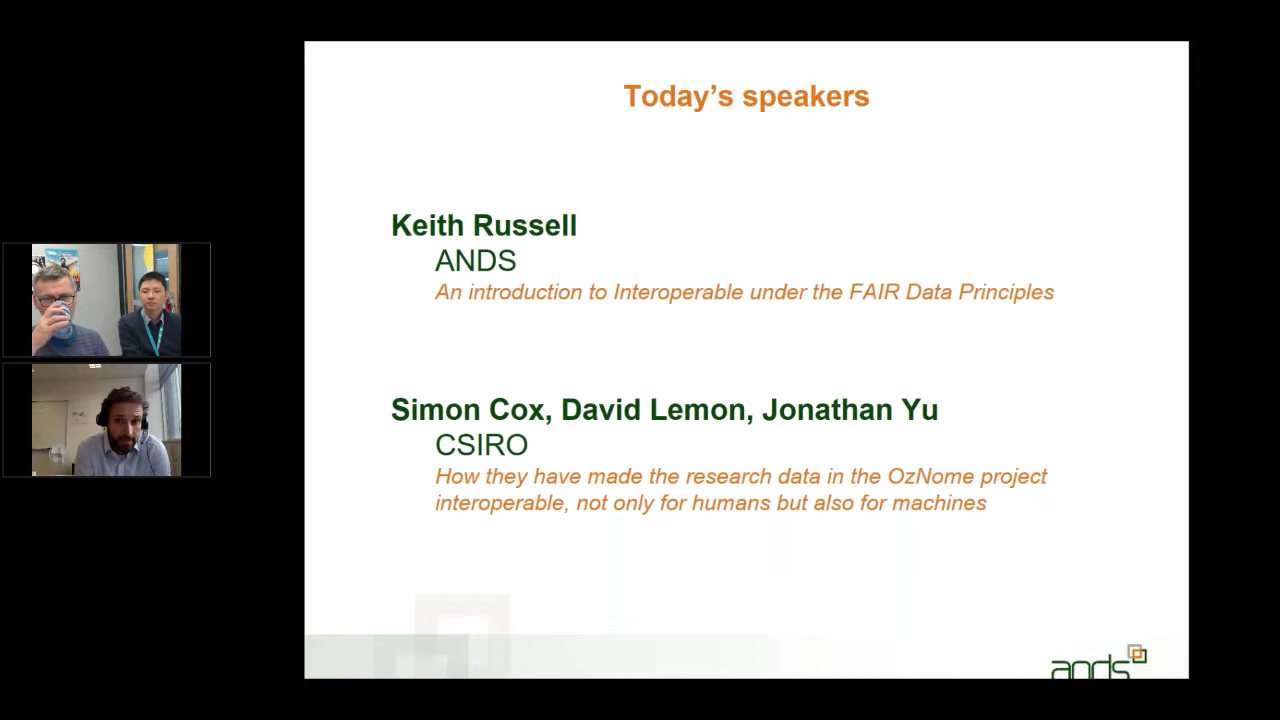 Today's speakers
Keith Russell
ANDS
An introduction to Interoperable under the FAIR Data Principles
Simon Cox, David Lemon, Jonathan Yu
CSIRO
How they have made the research data in the OzNome project
interoperable, not only for humans but also for machines
ands